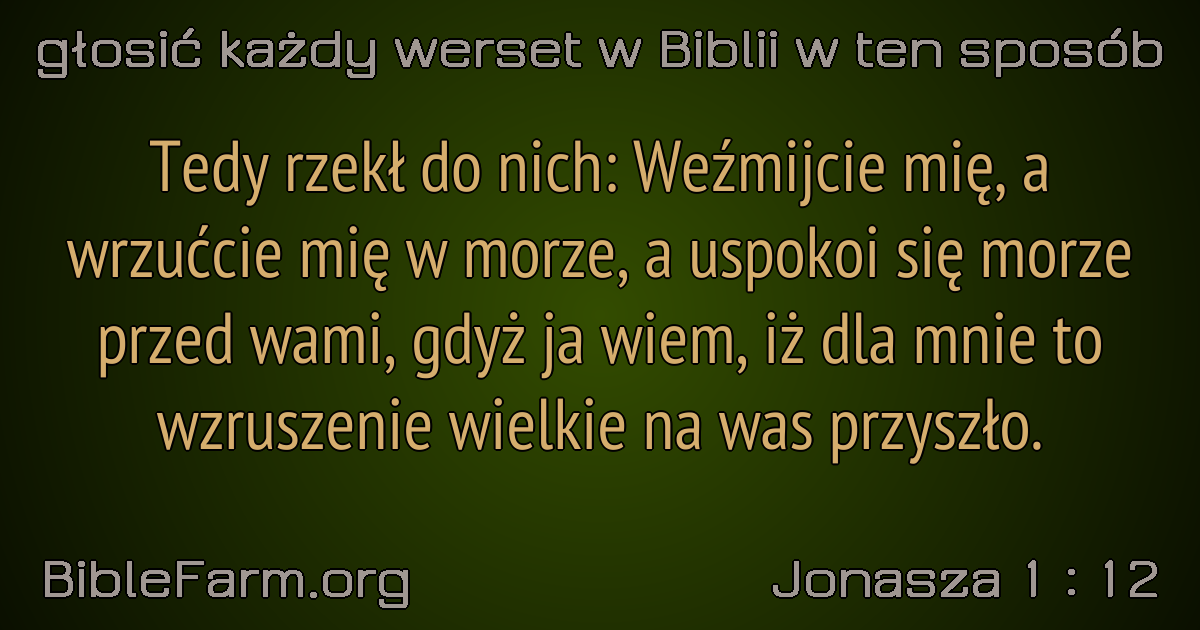 głosić każdy werset w Biblii w ten sposób
Tedy rzekł do nich: Weźmijcie mię, a
wrzućcie mię w morze, a uspokoi się morze
przed wami, gdyż ja wiem, iż dla mnie to
wzruszenie wielkie na was przyszło.
BibleFarm.org
Jonasza 1 : 12